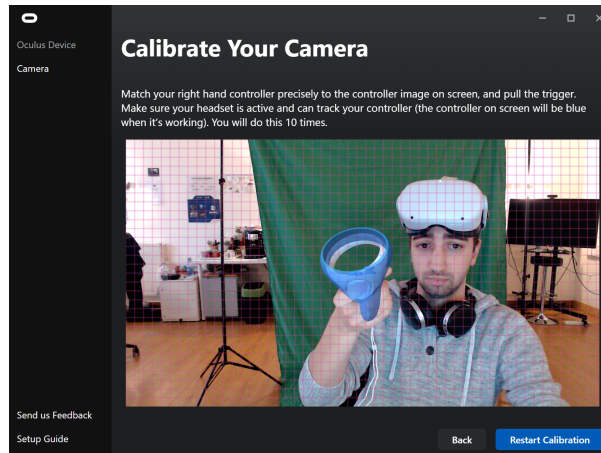 Oculus Device
Camera
Calibrate Your Camera
Match your right hand controller precisely to the controller image on screen, and pull the trigger.
Make sure your headset is active and can track your controller (the controller on screen will be blue
when it's working). You will do this 10 times.
Send us Feedback
Setup Guide
Back
Restart Calibration